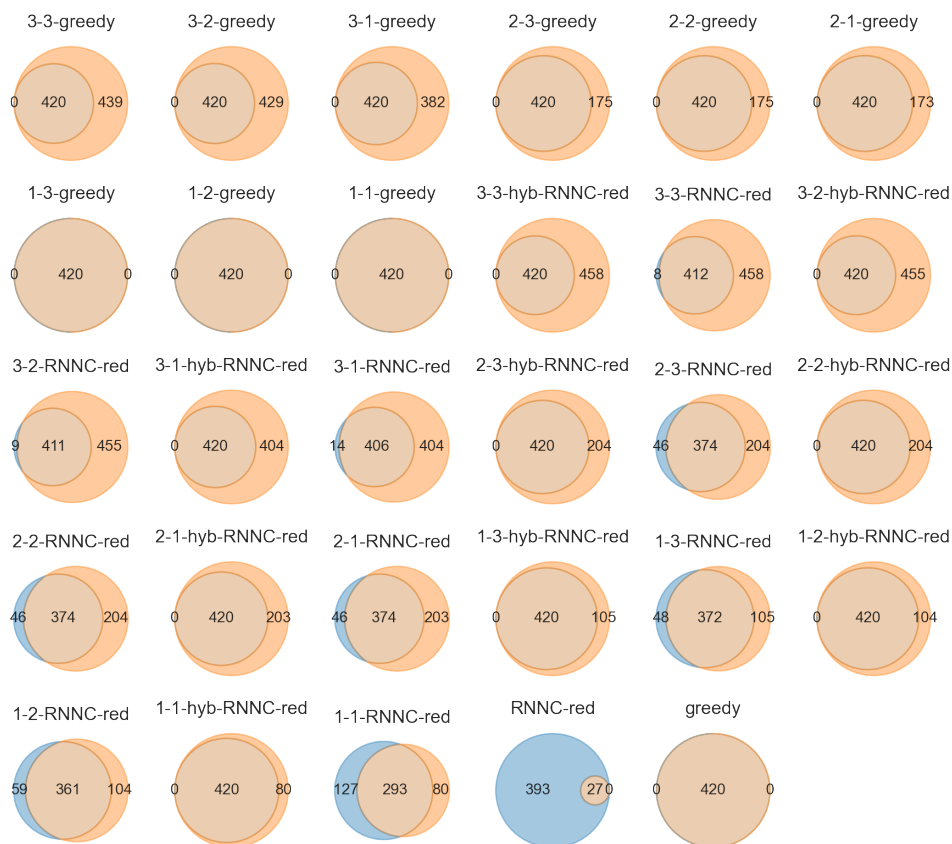 3-3-greedy 3-2-greedy 3-1-greedy 2-3-greedy 2-2-greedy 2-1-greedy
0 420 439 0 420 429 0 420 382 0 420 175 0 420 175 0 420 173
1-3-greedy 1-2-greedy 1-1-greedy 3-3-hyb-RNNC-red 3-3-RNNC-red 3-2-hyb-RNNC-red
0 420 0 0 420 0 0 420 0 0 420 458 8 412 458 0 420 455
3-2-RNNC-red 3-1-hyb-RNNC-red 3-1-RNNC-red 2-3-hyb-RNNC-red 2-3-RNNC-red 2-2-hyb-RNNC-red
9 411 455 0 420 404 14 406 404 0 420 204 46 374 204 0 420 204
2-2-RNNC-red 2-1-hyb-RNNC-red 2-1-RNNC-red 1-3-hyb-RNNC-red 1-3-RNNC-red 1-2-hyb-RNNC-red
46 374 204 0 420 203 46 374 203 0 420 105 48 372 105 0 420 104
1-2-RNNC-red 1-1-hyb-RNNC-red 1-1-RNNC-red RNNC-red greedy
59 361 104 0 420 80 127 293 80 393 27 0 0 420 0